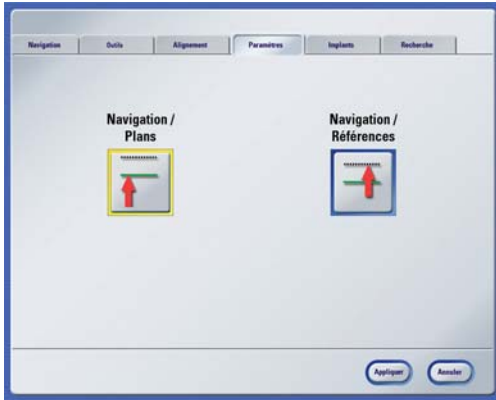 Navigation
Outils
Alignement
Paramètres
Implants
Recherche
Navigation /
Plans
Navigation /
Références
Appliquer
Annuler